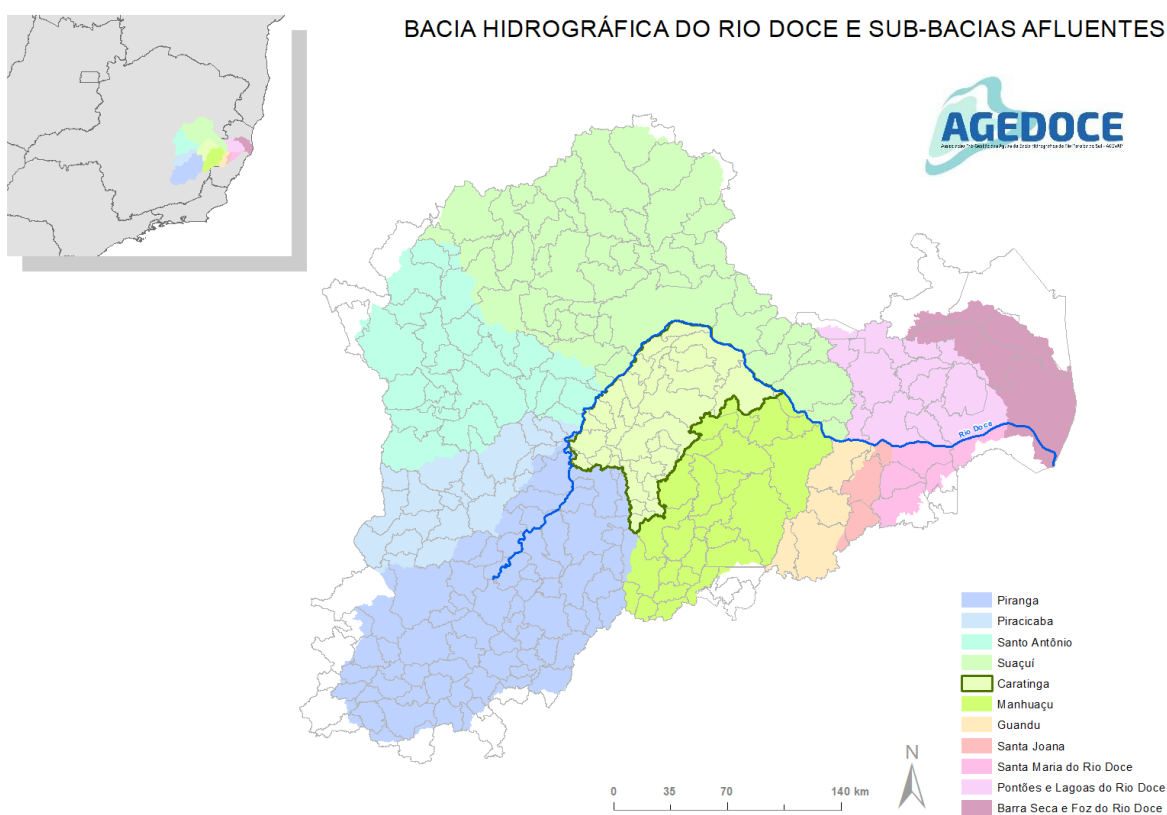 BACIA HIDROGRÁFICA DO RIO DOCE E SUB-BACIAS AFLUENTES
AGEDOCE
Rio Doce
Piranga
Piracicaba
Santo Antônio
Suaçuí
Caratinga
Manhuaçu
Guandu
Santa Joana
Santa Maria do Rio Doce
Pontões e Lagoas do Rio Doce
Barra Seca e Foz do Rio Doce
N
0 35 70 140 km